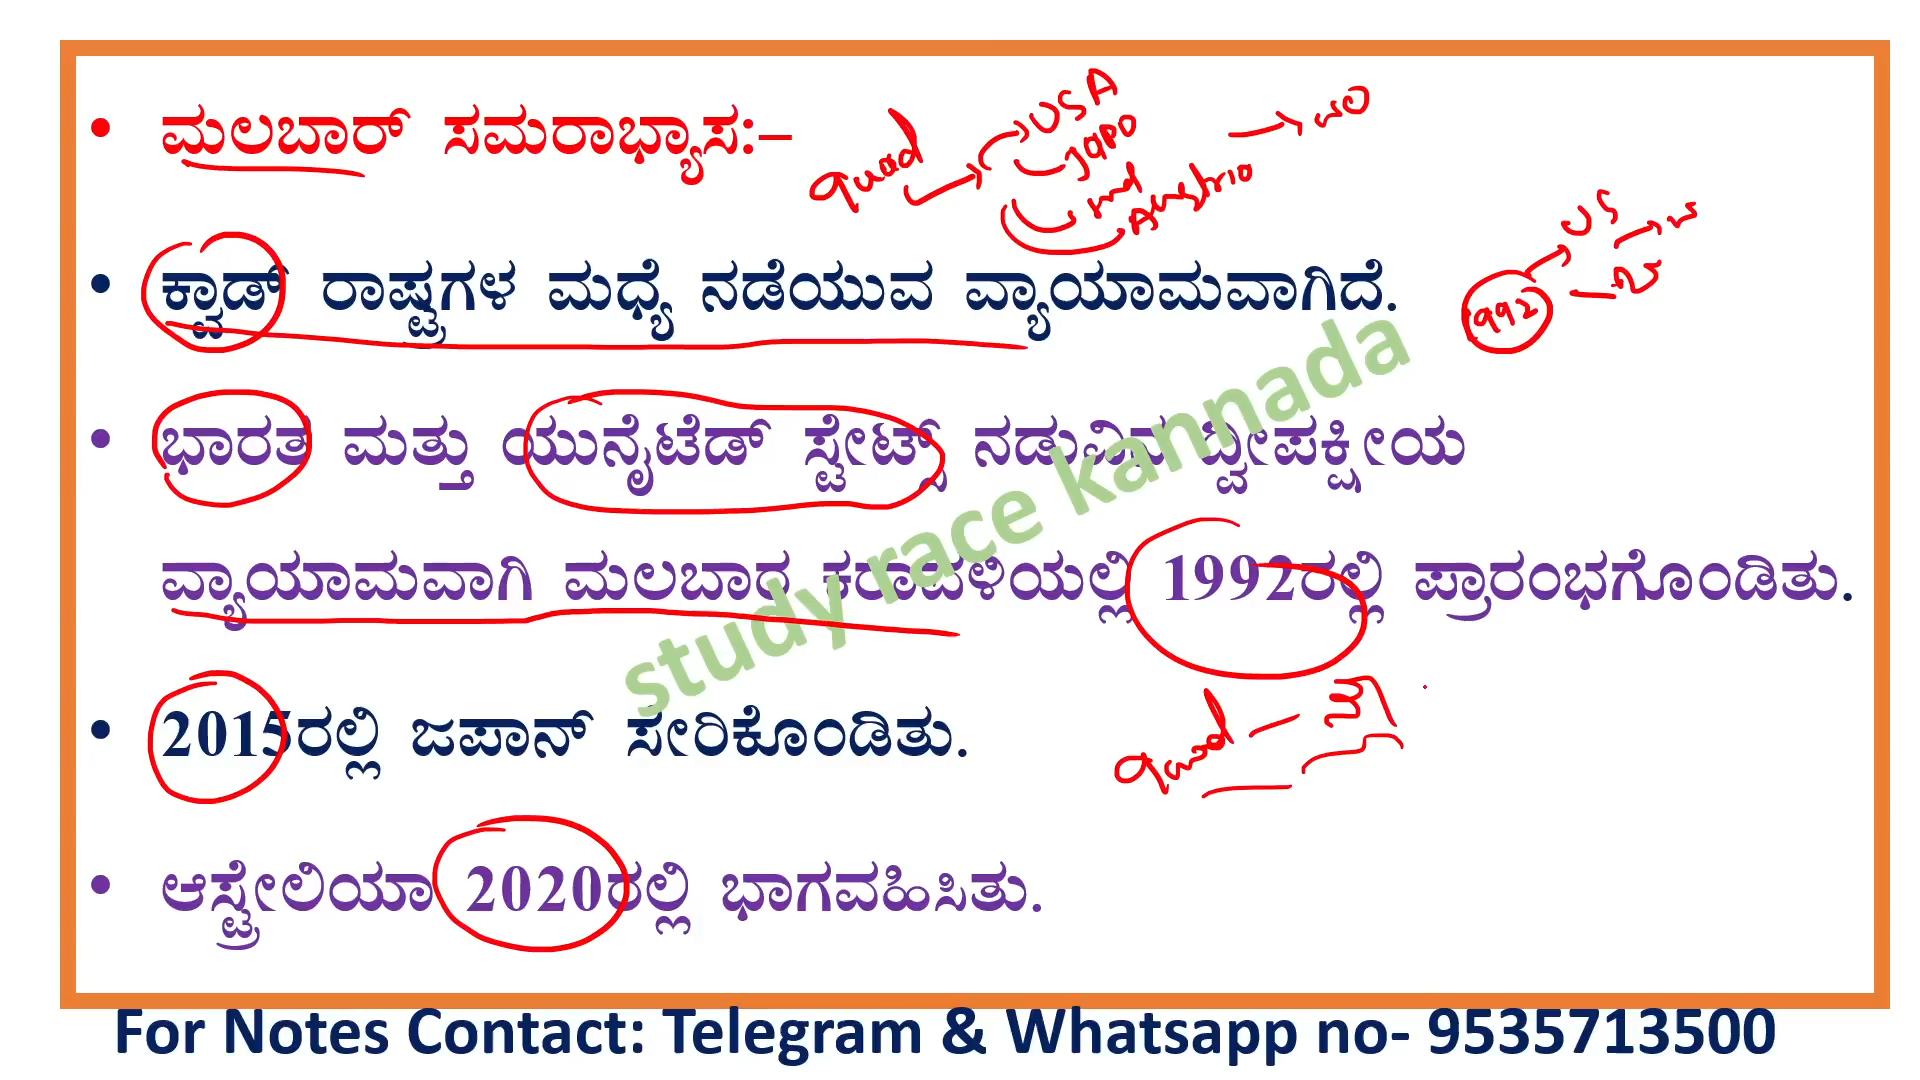 ಮಲಬಾರ್ ಸಮರಾಭ್ಯಾಸ:–
quad
USA
Japa
ಕ್ವಾಡ್ ರಾಷ್ಟ್ರಗಳ ಮಧ್ಯೆ ನಡೆಯುವ ವ್ಯಾಯಾಮವಾಗಿದೆ.
US
1992
ಭಾರತ ಮತ್ತು ಯುನೈಟೆಡ್ ಸ್ಟೇಟ್ಸ್ ನಡುವಿನ ದ್ವೀಪಕ್ಷೀಯ
ವ್ಯಾಯಾಮವಾಗಿ ಮಲಬಾರ ಕರಾವಳಿಯಲ್ಲಿ 1992ರಲ್ಲಿ ಪ್ರಾರಂಭಗೊಂಡಿತು.
study race kannada
2015ರಲ್ಲಿ ಜಪಾನ್ ಸೇರಿಕೊಂಡಿತು.
quad
ಆಸ್ಟ್ರೇಲಿಯಾ 2020ರಲ್ಲಿ ಭಾಗವಹಿಸಿತು.
For Notes Contact: Telegram & Whatsapp no- 9535713500